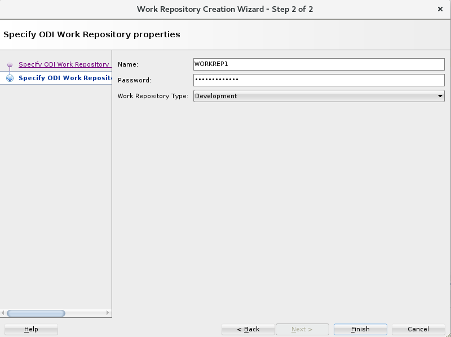 Work Repository Creation Wizard - Step 2 of 2
Specify ODI Work Repository properties
Specify ODI Work Repository
Specify ODI Work Reposit
Name: WORKREP1
Password: •••••••••••••
Work Repository Type: Development
Help < Back Next > Finish Cancel